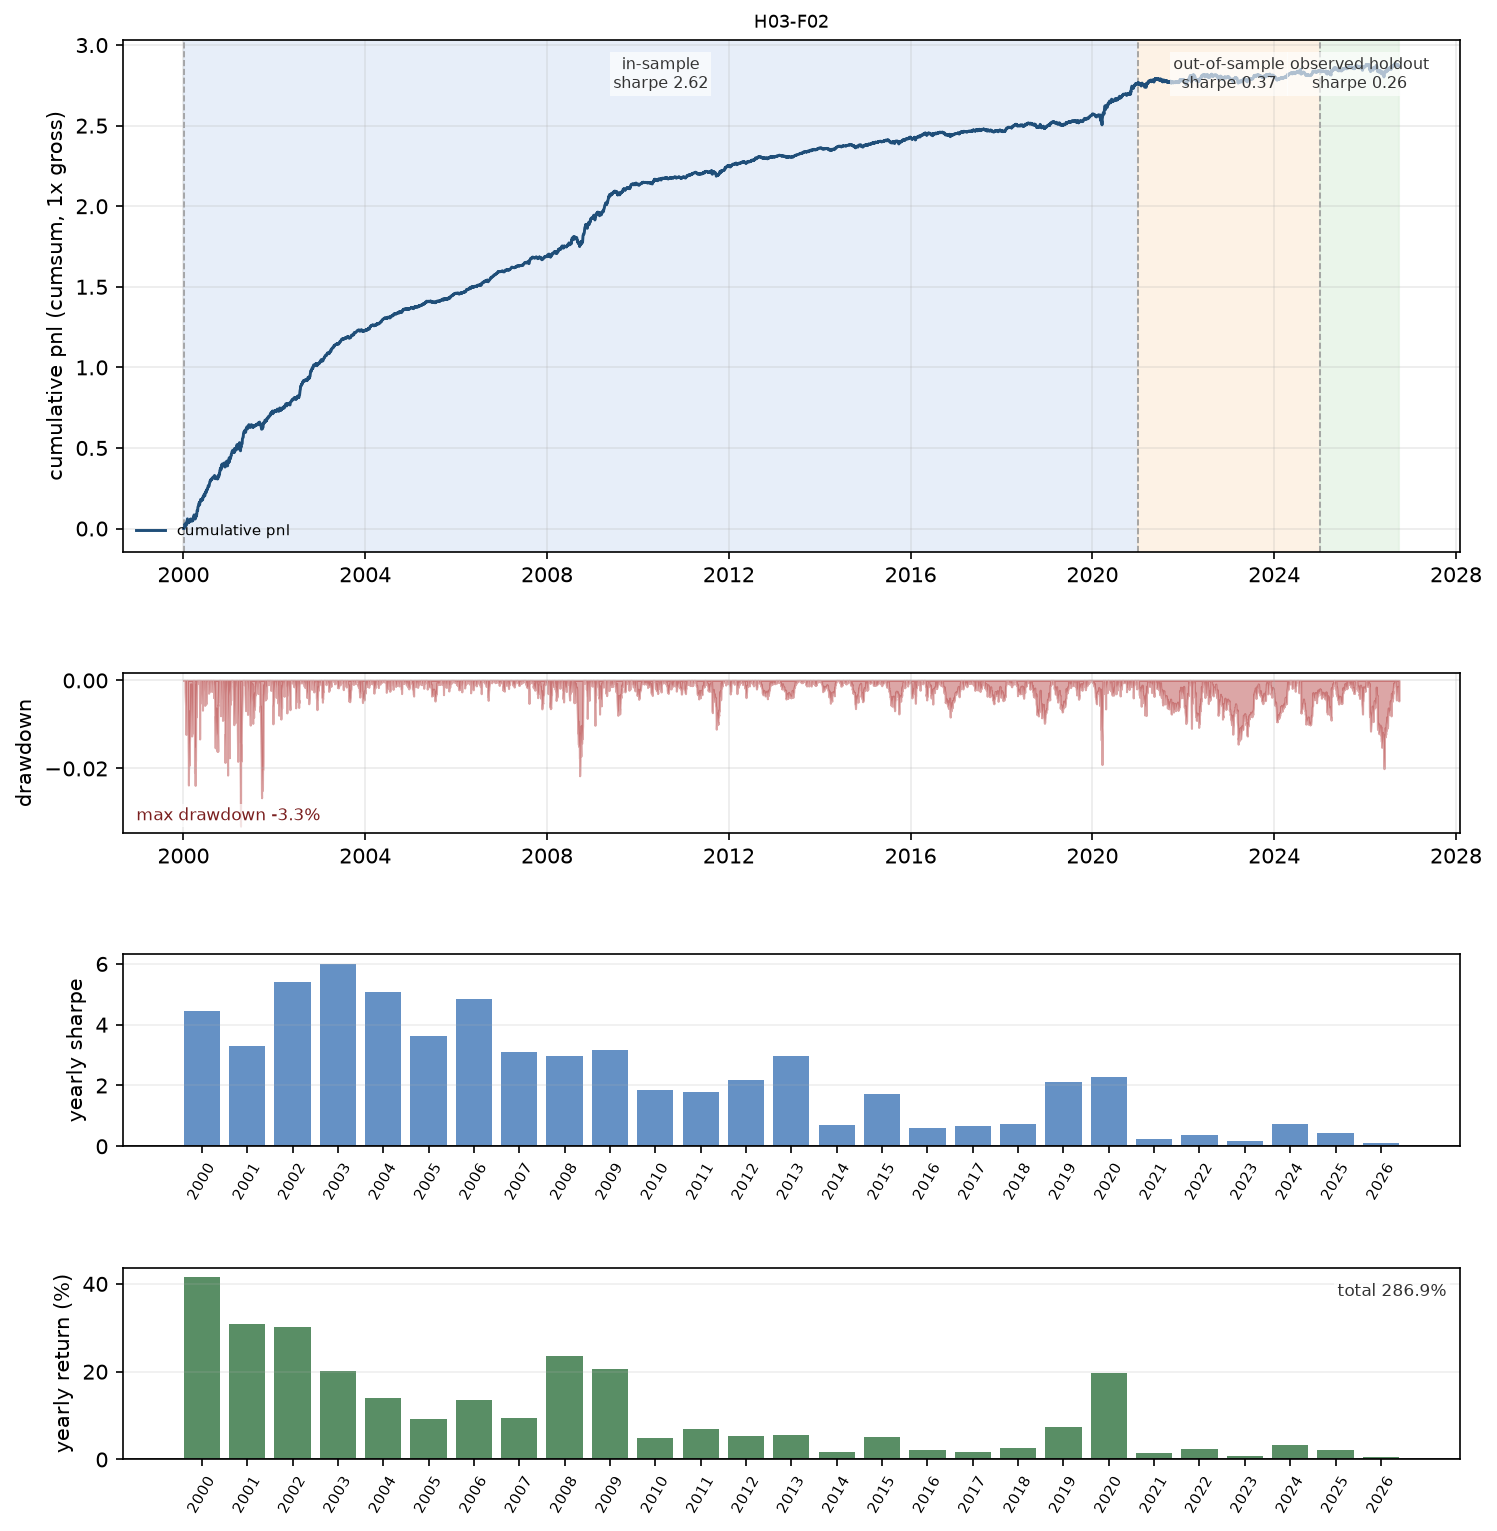 H03-F02
in-sample
sharpe 2.62
out-of-sample
sharpe 0.37
observed holdout
sharpe 0.26
cumulative pnl (cumsum, 1x gross)
3.0
2.5
2.0
1.5
1.0
0.5
0.0
cumulative pnl
2000 2004 2008 2012 2016 2020 2024 2028
drawdown
0.00
−0.02
max drawdown -3.3%
2000 2004 2008 2012 2016 2020 2024 2028
yearly sharpe
6
4
2
0
2000 2001 2002 2003 2004 2005 2006 2007 2008 2009 2010 2011 2012 2013 2014 2015 2016 2017 2018 2019 2020 2021 2022 2023 2024 2025 2026
yearly return (%)
40
20
0
total 286.9%
2000 2001 2002 2003 2004 2005 2006 2007 2008 2009 2010 2011 2012 2013 2014 2015 2016 2017 2018 2019 2020 2021 2022 2023 2024 2025 2026